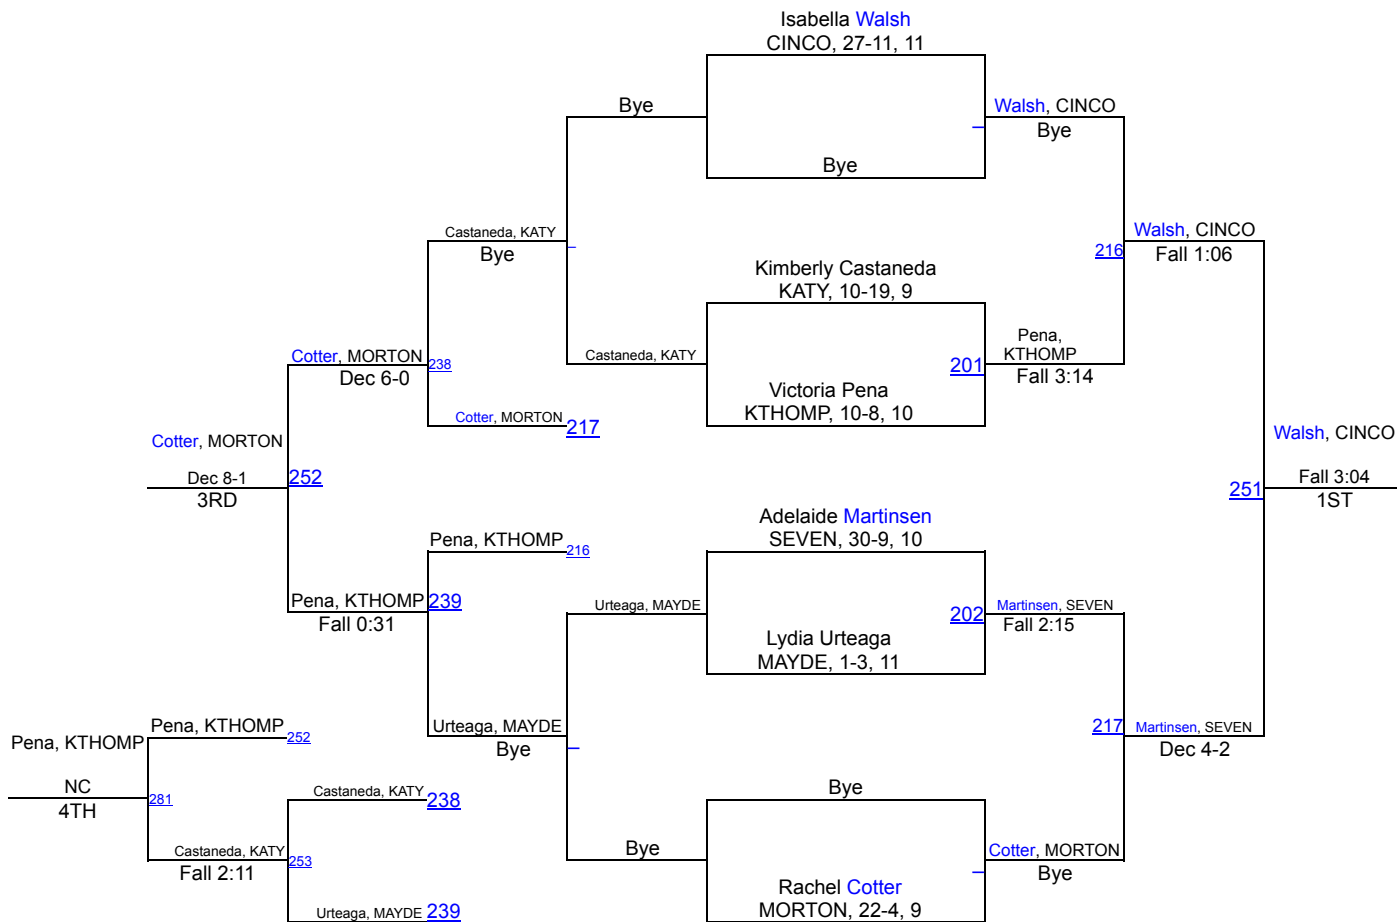 Isabella Walsh
CINCO, 27-11, 11
Bye
Walsh, CINCO
Bye
Bye
Castaneda, KATY
Bye
Walsh, CINCO
216
Fall 1:06
Kimberly Castaneda
KATY, 10-19, 9
Cotter, MORTON
238
Dec 6-0
Castaneda, KATY
Pena,
KTHOMP
201
Fall 3:14
Victoria Pena
KTHOMP, 10-8, 10
Cotter, MORTON
217
Cotter, MORTON
Dec 8-1
252
3RD
Walsh, CINCO
Fall 3:04
251
1ST
Adelaide Martinsen
SEVEN, 30-9, 10
Pena, KTHOMP
216
Pena, KTHOMP
239
Fall 0:31
Urteaga, MAYDE
Martinsen, SEVEN
202
Fall 2:15
Lydia Urteaga
MAYDE, 1-3, 11
Urteaga, MAYDE
Bye
217
Martinsen, SEVEN
Dec 4-2
Pena, KTHOMP
252
Pena, KTHOMP
NC
281
4TH
Castaneda, KATY
238
Bye
Castaneda, KATY
253
Fall 2:11
Bye
Cotter, MORTON
Bye
Rachel Cotter
MORTON, 22-4, 9
Urteaga, MAYDE
239